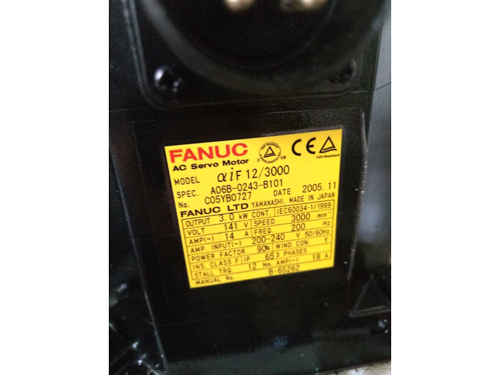 FANUC
AC Servo Motor
MODEL αiF 12/3000
SPEC. A06B-0243-B101
No. C05YB0727 DATE 2005.11
FANUC LTD YAMANASHI, MADE IN JAPAN
OUTPUT 3.0 kW CONT. IEC60034-1/1999
VOLT 141 V SPEED 3000 min⁻¹
AMP(~) 14 A FREQ. 200 Hz
AMP. INPUT(~) 200-240 V 50/60Hz
POWER FACTOR 90% WIND.CON. Y
INS.CLASS F IP 65 3 PHASES
STALL TRQ. 12 Nm AMP(~) 18 A
MANUAL No. B-65262